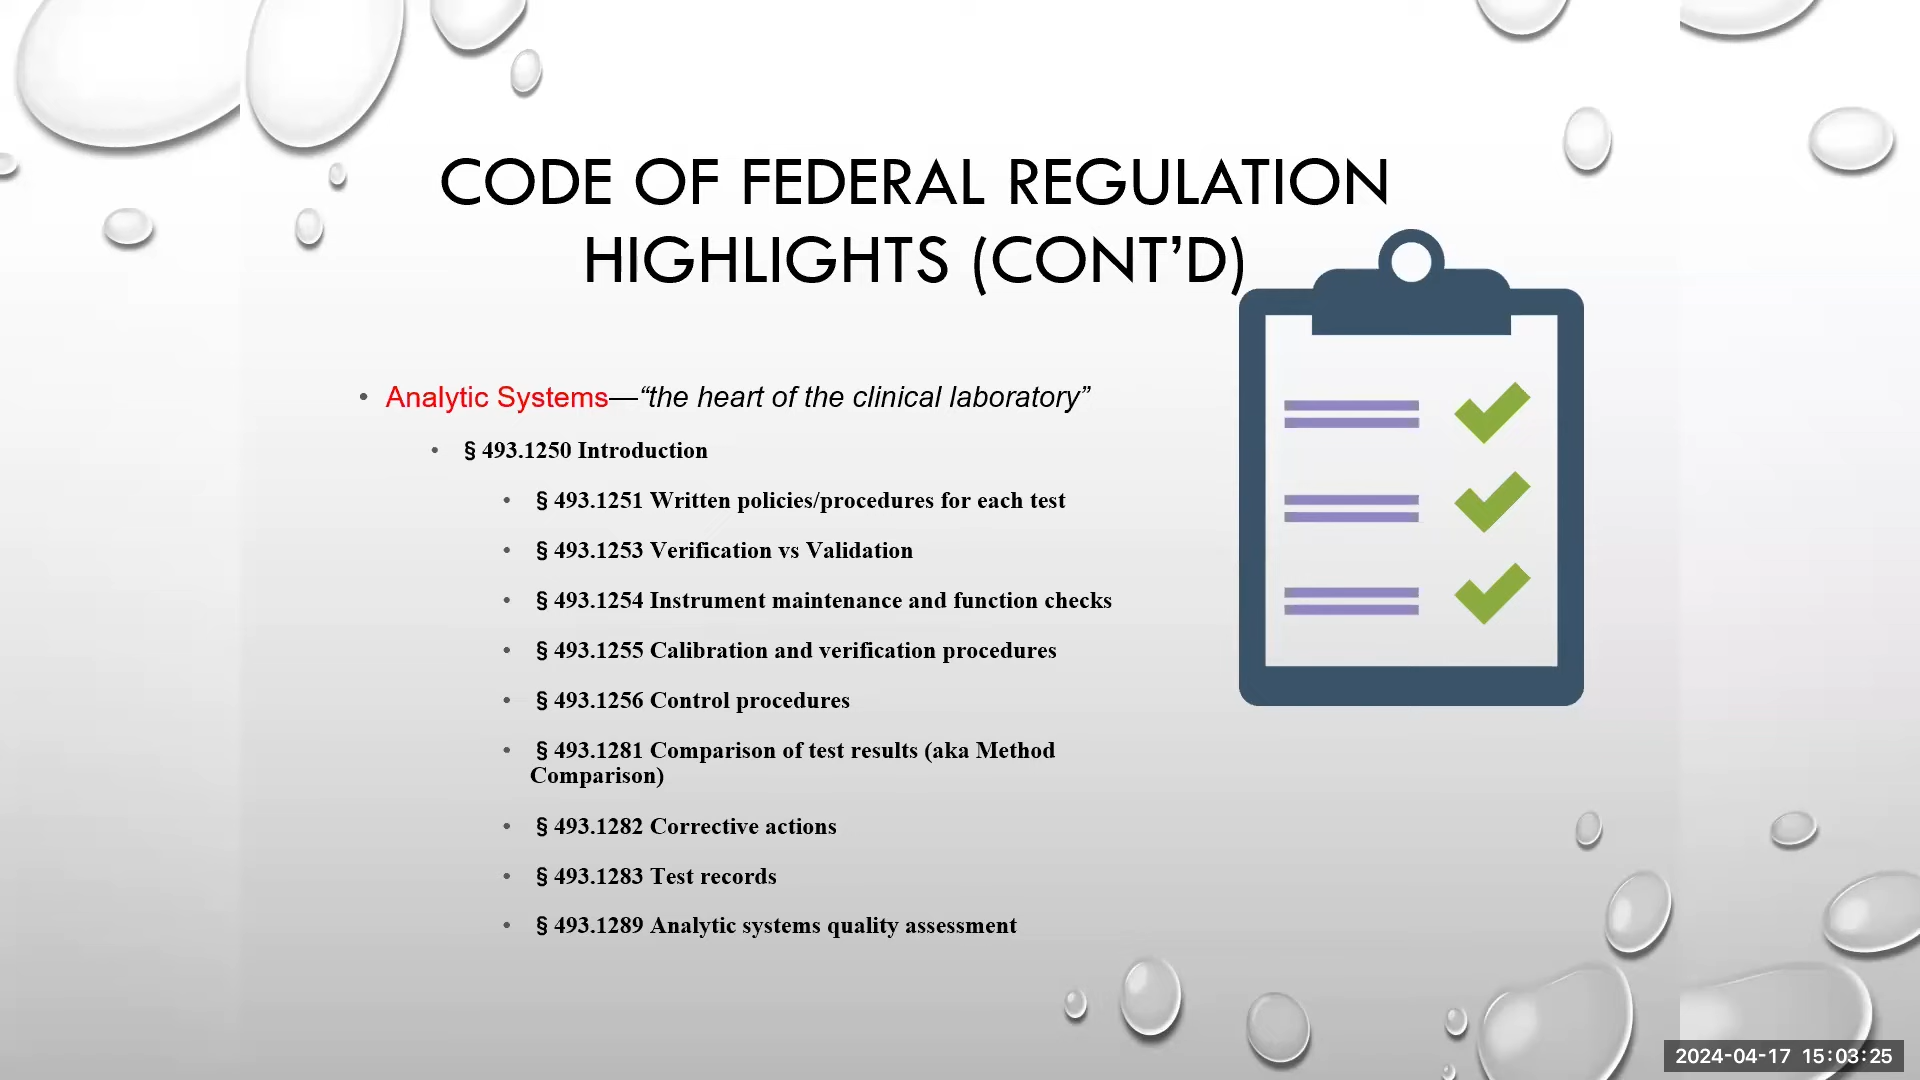 CODE OF FEDERAL REGULATION
HIGHLIGHTS (CONT’D)
• Analytic Systems—“the heart of the clinical laboratory”
• § 493.1250 Introduction
• § 493.1251 Written policies/procedures for each test
• § 493.1253 Verification vs Validation
• § 493.1254 Instrument maintenance and function checks
• § 493.1255 Calibration and verification procedures
• § 493.1256 Control procedures
• § 493.1281 Comparison of test results (aka Method
Comparison)
• § 493.1282 Corrective actions
• § 493.1283 Test records
• § 493.1289 Analytic systems quality assessment
2024-04-17 15:03:25